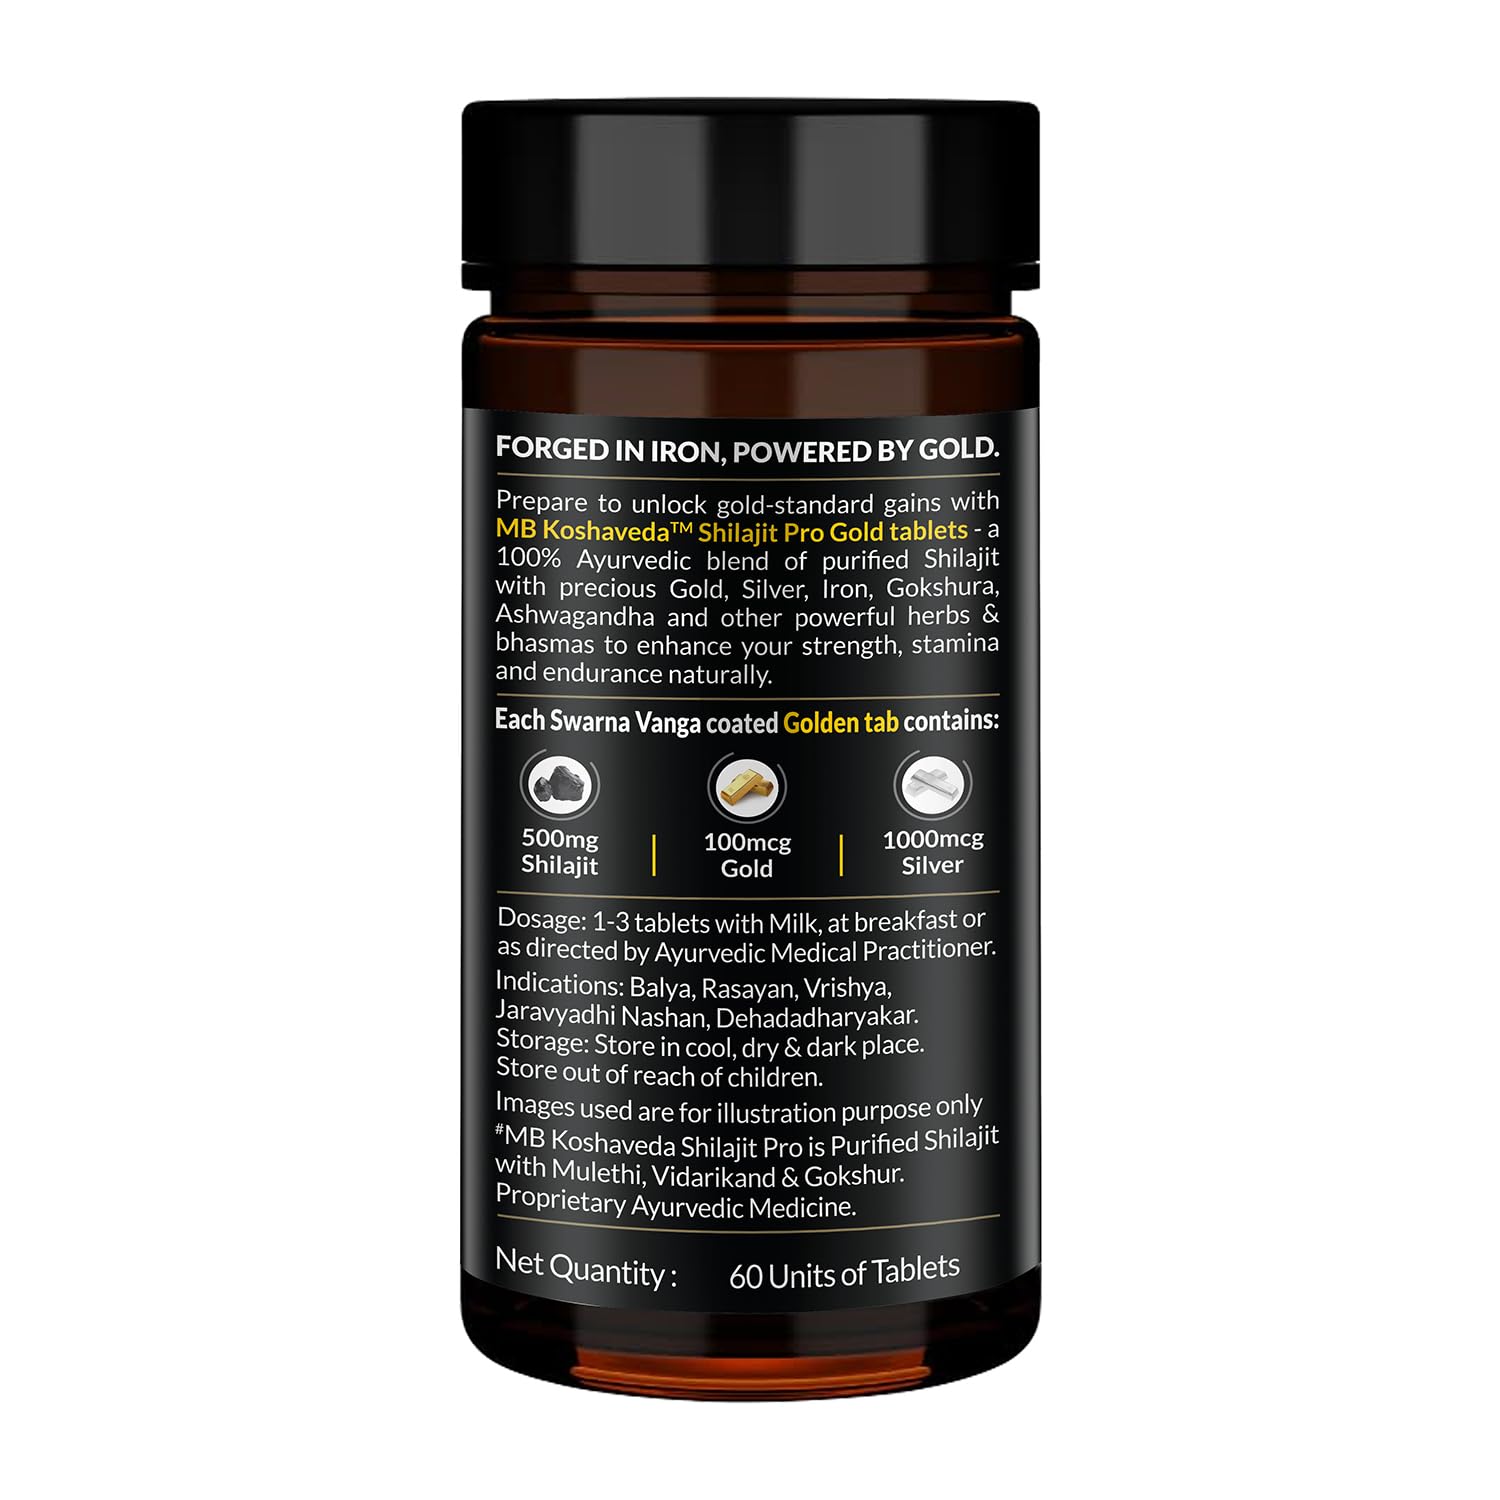 FORGED IN IRON, POWERED BY GOLD.
Prepare to unlock gold-standard gains with
MB Koshaveda™ Shilajit Pro Gold tablets - a
100% Ayurvedic blend of purified Shilajit
with precious Gold, Silver, Iron, Gokshura,
Ashwagandha and other powerful herbs &
bhasmas to enhance your strength, stamina
and endurance naturally.
Each Swarna Vanga coated Golden tab contains:
500mg
Shilajit
100mcg
Gold
1000mcg
Silver
Dosage: 1-3 tablets with Milk, at breakfast or
as directed by Ayurvedic Medical Practitioner.
Indications: Balya, Rasayan, Vrishya,
Jaravyadhi Nashan, Dehadadharyakar.
Storage: Store in cool, dry & dark place.
Store out of reach of children.
Images used are for illustration purpose only
#MB Koshaveda Shilajit Pro is Purified Shilajit
with Mulethi, Vidarikand & Gokshur.
Proprietary Ayurvedic Medicine.
Net Quantity : 60 Units of Tablets